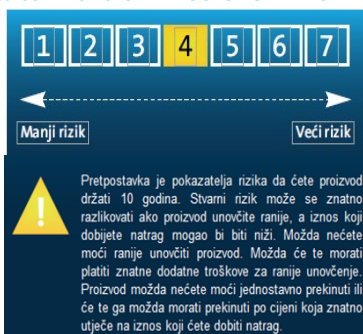 1 2 3 4 5 6 7
Manji rizik Veći rizik
Pretpostavka je pokazatelja rizika da ćete proizvod
držati 10 godina. Stvarni rizik može se znatno
razlikovati ako proizvod unovčite ranije, a iznos koji
dobijete natrag mogao bi biti niži. Možda nećete
moći ranije unovčiti proizvod. Možda će te morati
platiti znatne dodatne troškove za ranije unovčenje.
Proizvod možda nećete moći jednostavno prekinuti ili
će te ga možda morati prekinuti po cijeni koja znatno
utječe na iznos koji ćete dobiti natrag.